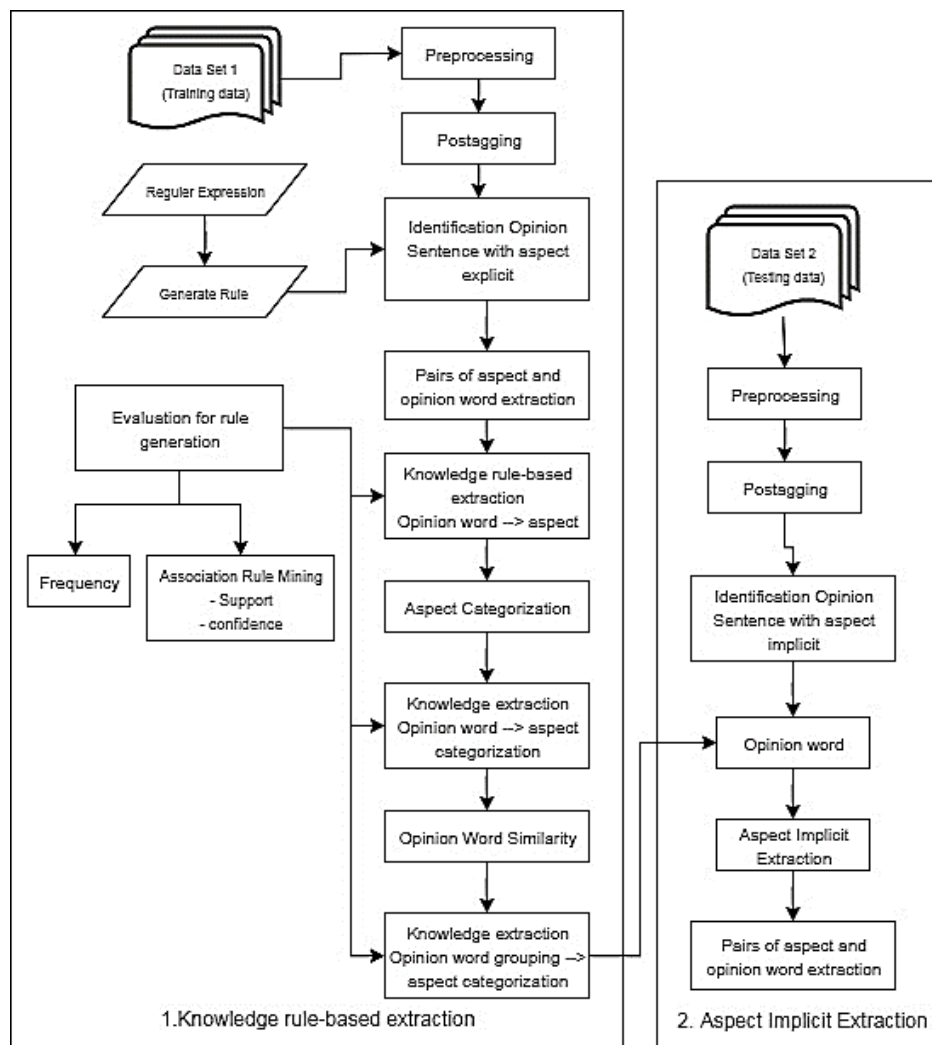 Data Set 1
(Training data)
Preprocessing
Postagging
Reguler Expression
Generate Rule
Identification Opinion
Sentence with aspect
explicit
Pairs of aspect and
opinion word extraction
Evaluation for rule
generation
Frequency
Association Rule Mining
- Support
- confidence
Knowledge rule-based
extraction
Opinion word --> aspect
Aspect Categorization
Knowledge extraction
Opinion word --> aspect
categorization
Opinion Word Similarity
Knowledge extraction
Opinion word grouping -->
aspect categorization
1.Knowledge rule-based extraction
Data Set 2
(Testing data)
Preprocessing
Postagging
Identification Opinion
Sentence with aspect
implicit
Opinion word
Aspect Implicit
Extraction
Pairs of aspect and
opinion word extraction
2. Aspect Implicit Extraction